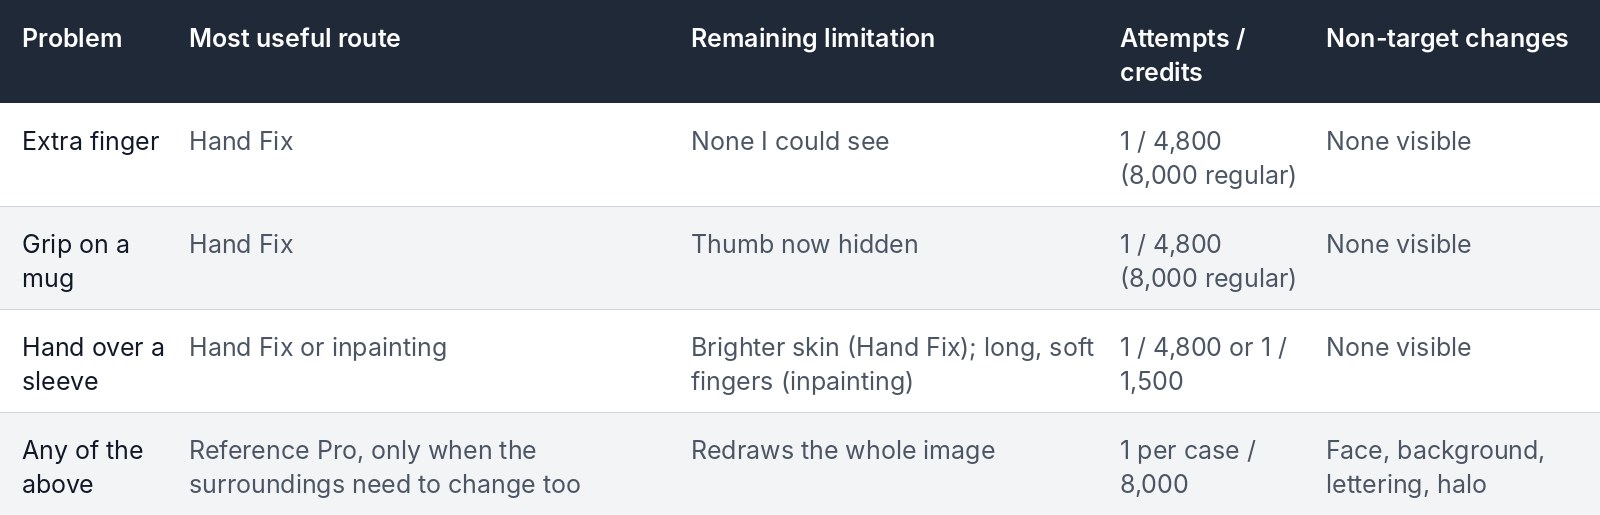 Problem
Most useful route
Remaining limitation
Attempts /
credits
Non-target changes
Extra finger
Hand Fix
None I could see
1 / 4,800
(8,000 regular)
None visible
Grip on a
mug
Hand Fix
Thumb now hidden
1 / 4,800
(8,000 regular)
None visible
Hand over a
sleeve
Hand Fix or inpainting
Brighter skin (Hand Fix); long, soft
fingers (inpainting)
1 / 4,800 or 1 /
1,500
None visible
Any of the
above
Reference Pro, only when the
surroundings need to change too
Redraws the whole image
1 per case /
8,000
Face, background,
lettering, halo